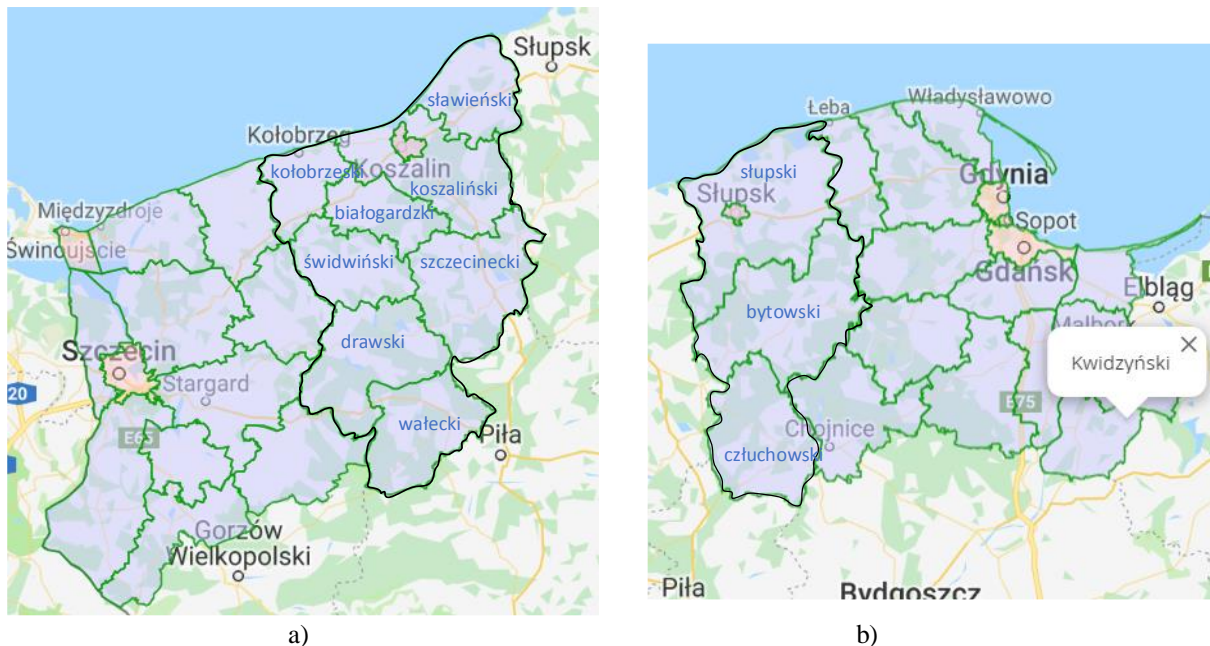 Słupsk
sławieński
Kołobrzeg
Koszalin
kołobrzeski
koszaliński
białogardzki
Międzyzdroje
Świnoujście
świdwiński
szczecinecki
drawski
Szczecin
Stargard
20
E65
wałecki
Piła
Gorzów
Wielkopolski
a)
Łeba
Władysławowo
słupski
Słupsk
Gdynia
Sopot
Gdańsk
Elbląg
bytowski
Malbork
Kwidzyński
E75
Chojnice
człuchowski
Piła
Bydgoszcz
b)